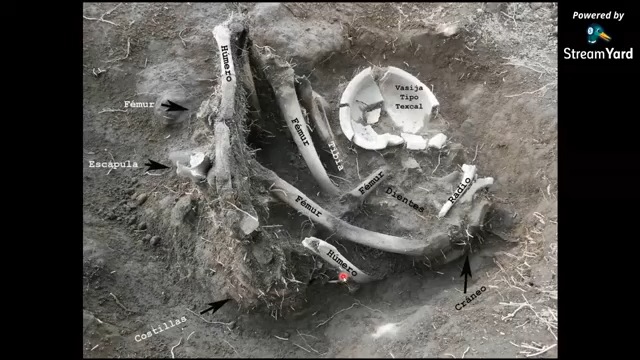 Powered by
StreamYard
Húmero
Fémur
Escápula
Fémur
Tibia
Vasija
Tipo
Texcal
Fémur
Dientes
Radio
Fémur
Húmero
Cráneo
Costillas